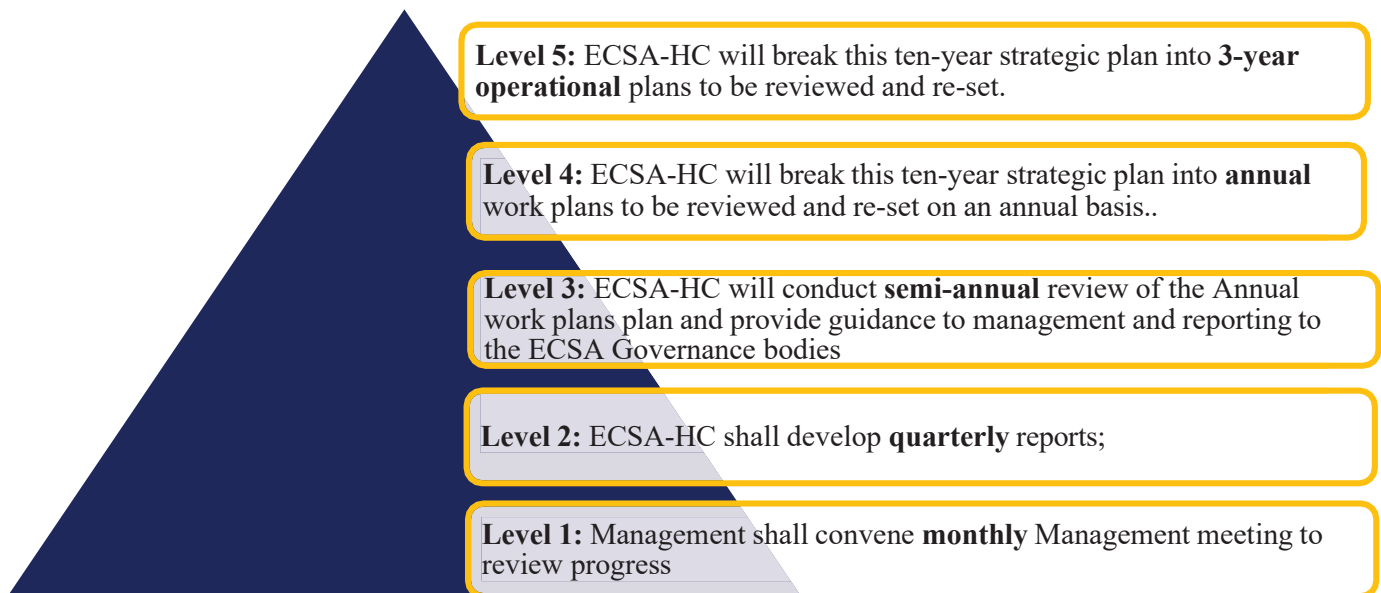 Level 5: ECSA-HC will break this ten-year strategic plan into 3-year
operational plans to be reviewed and re-set.
Level 4: ECSA-HC will break this ten-year strategic plan into annual
work plans to be reviewed and re-set on an annual basis..
Level 3: ECSA-HC will conduct semi-annual review of the Annual
work plans plan and provide guidance to management and reporting to
the ECSA Governance bodies
Level 2: ECSA-HC shall develop quarterly reports;
Level 1: Management shall convene monthly Management meeting to
review progress